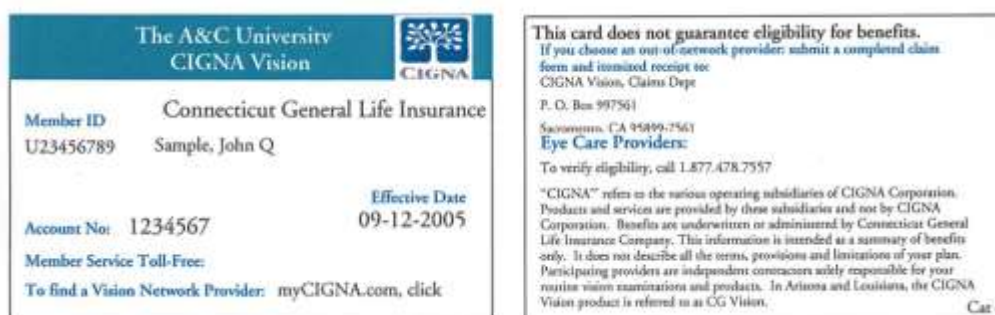 The A&C University
CIGNA Vision
CIGNA
Connecticut General Life Insurance
Member ID
U23456789 Sample, John Q
Effective Date
09-12-2005
Account No: 1234567
Member Service Toll-Free:
To find a Vision Network Provider: myCIGNA.com, click
This card does not guarantee eligibility for benefits.
If you choose an out-of-network provider: submit a completed claim
form and itemized receipt to:
CIGNA Vision, Claims Dept
P. O. Box 997561
Sacramento, CA 95899-7561
Eye Care Providers:
To verify eligibility, call 1.877.478.7557
"CIGNA" refers to the various operating subsidiaries of CIGNA Corporation.
Products and services are provided by these subsidiaries and not by CIGNA
Corporation. Benefits are underwritten or administered by Connecticut General
Life Insurance Company. This information is intended as a summary of benefits
only. It does not describe all the terms, provisions and limitations of your plan.
Participating providers are independent contractors solely responsible for your
routine vision examinations and products. In Arizona and Louisiana, the CIGNA
Vision product is referred to as CG Vision.
Cat